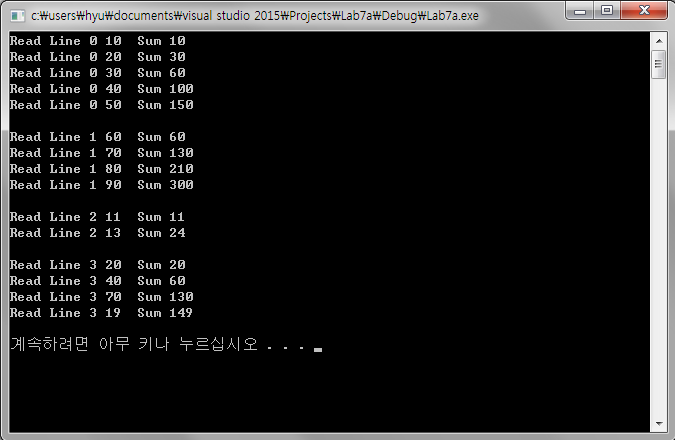 c:₩users₩hyu₩documents₩visual studio 2015₩Projects₩Lab7a₩Debug₩Lab7a.exe
Read Line 0 10  Sum 10
Read Line 0 20  Sum 30
Read Line 0 30  Sum 60
Read Line 0 40  Sum 100
Read Line 0 50  Sum 150
Read Line 1 60  Sum 60
Read Line 1 70  Sum 130
Read Line 1 80  Sum 210
Read Line 1 90  Sum 300
Read Line 2 11  Sum 11
Read Line 2 13  Sum 24
Read Line 3 20  Sum 20
Read Line 3 40  Sum 60
Read Line 3 70  Sum 130
Read Line 3 19  Sum 149
계속하려면 아무 키나 누르십시오 . . .